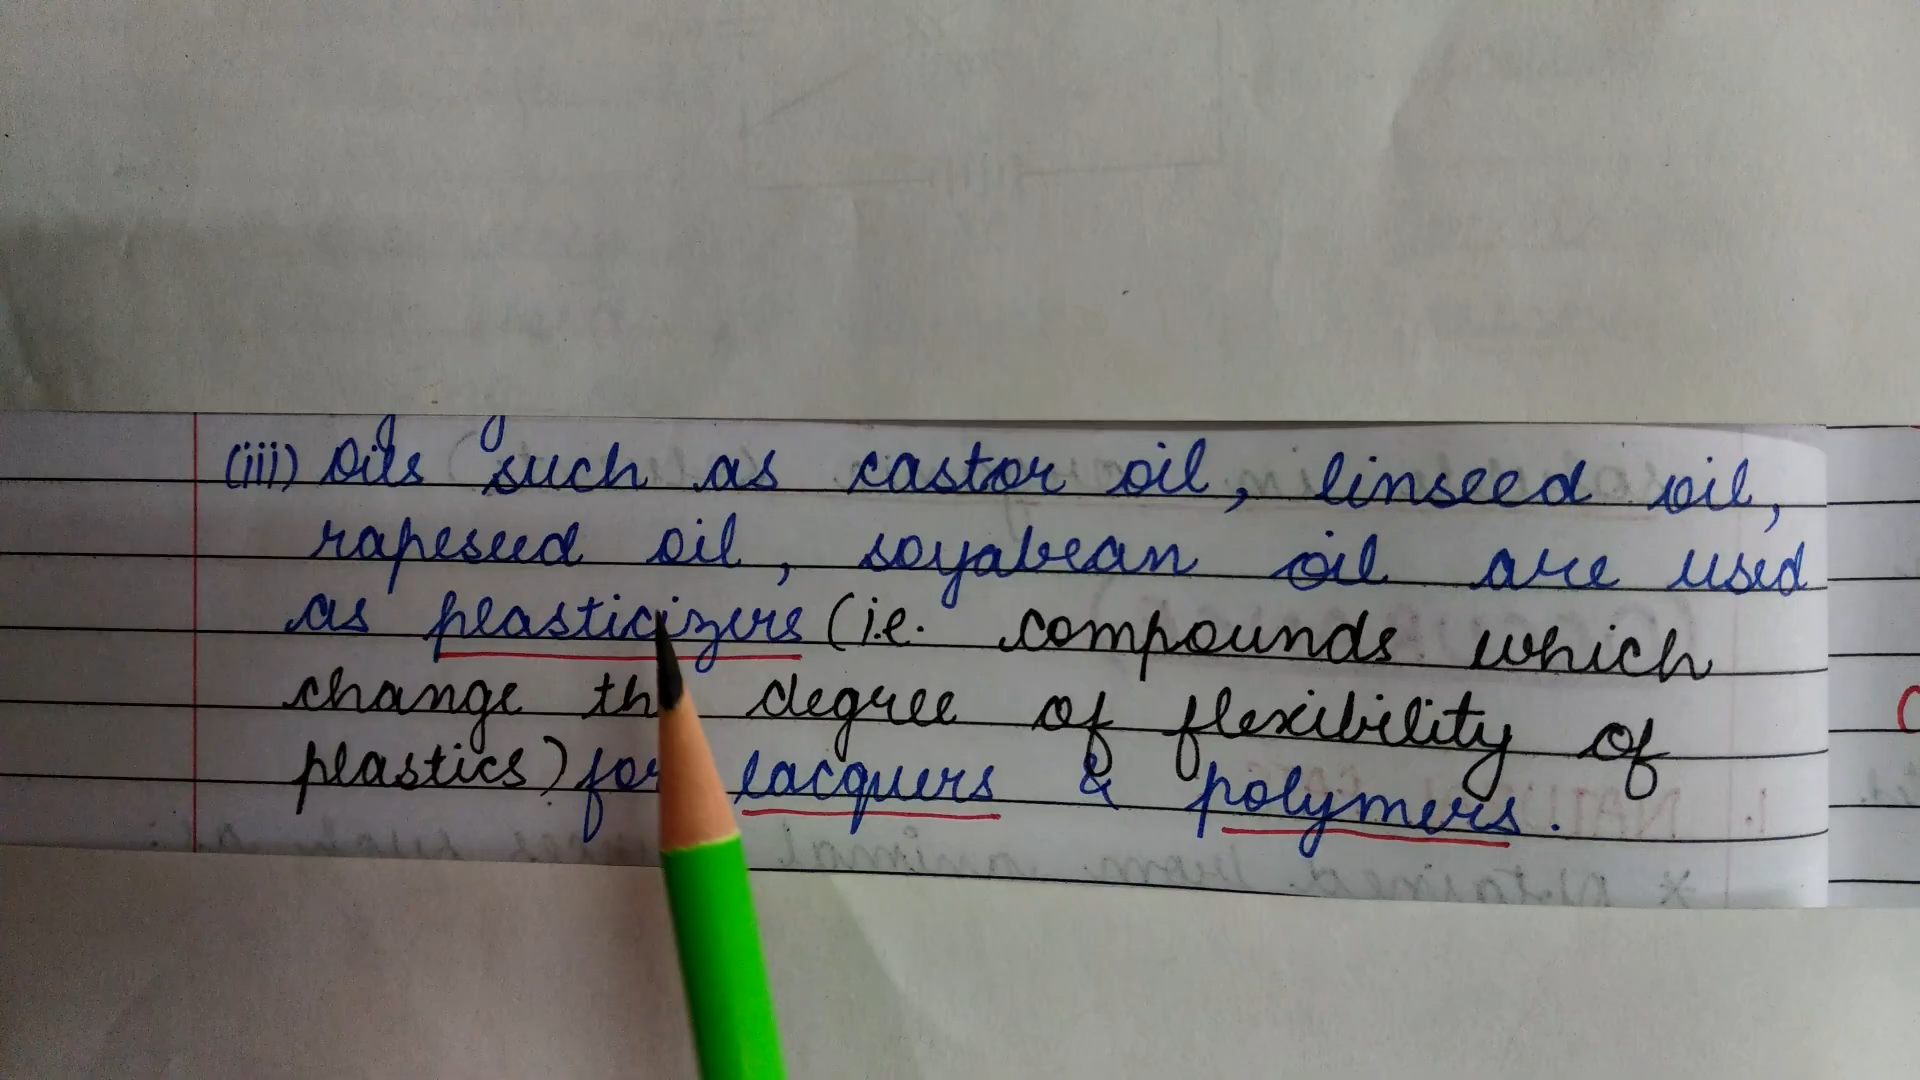 (iii) Oils such as castor oil, linseed oil,
rapeseed oil, soyabean oil are used
as plasticizers (i.e. compounds which
change the degree of flexibility of
plastics) for lacquers & polymers.